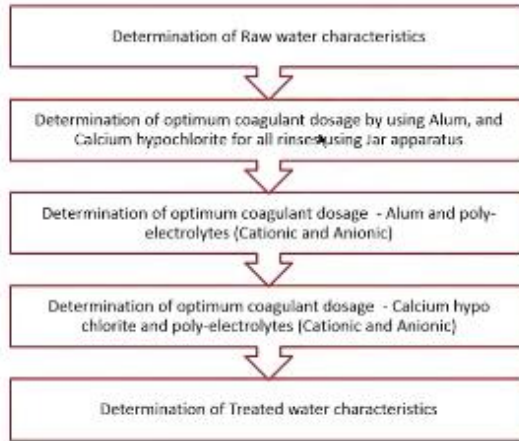 Determination of Raw water characteristics
Determination of optimum coagulant dosage by using Alum, and
Calcium hypochlorite for all rinses using Jar apparatus
Determination of optimum coagulant dosage - Alum and poly-
electrolytes (Cationic and Anionic)
Determination of optimum coagulant dosage - Calcium hypo
chlorite and poly-electrolytes (Cationic and Anionic)
Determination of Treated water characteristics